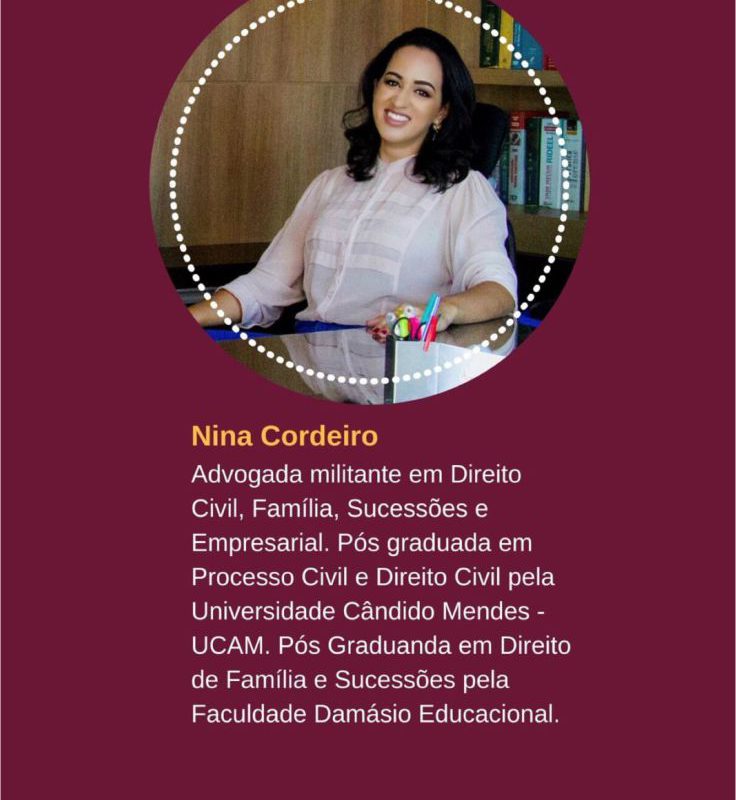 RIDEEL
Nina Cordeiro
Advogada militante em Direito
Civil, Família, Sucessões e
Empresarial. Pós graduada em
Processo Civil e Direito Civil pela
Universidade Cândido Mendes -
UCAM. Pós Graduanda em Direito
de Família e Sucessões pela
Faculdade Damásio Educacional.